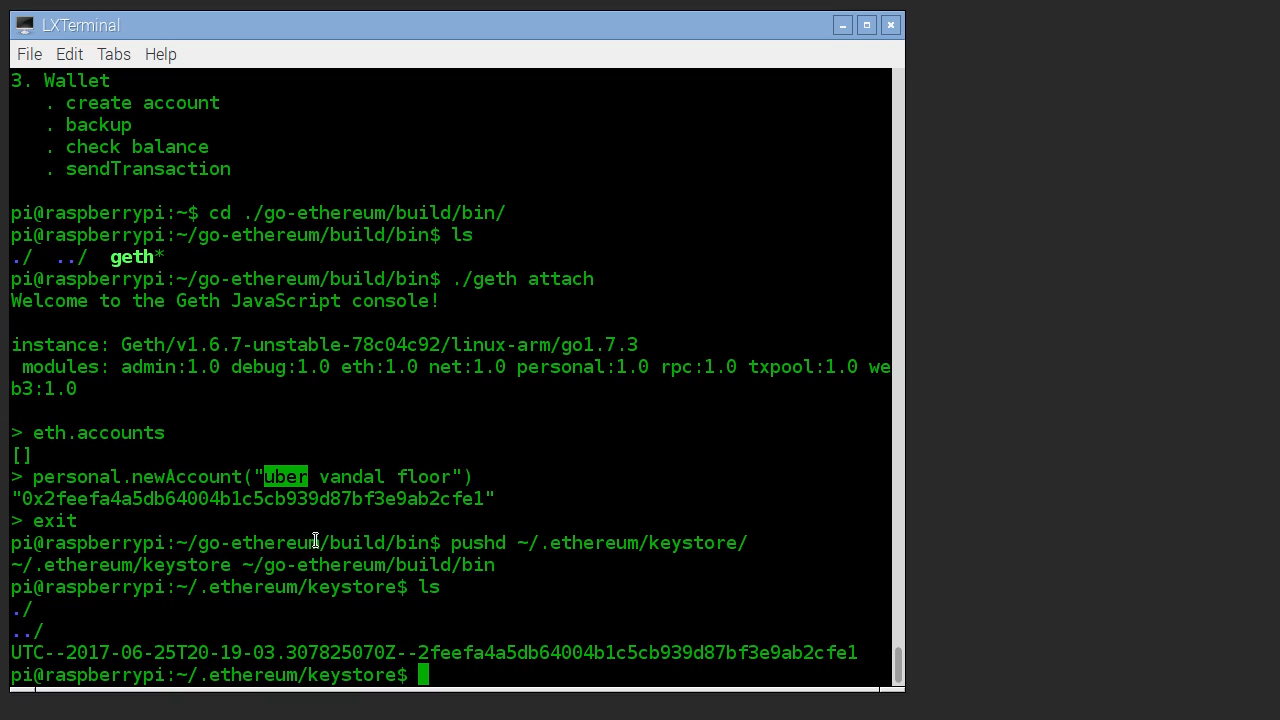 LXTerminal
File Edit Tabs Help
3. Wallet
. create account
. backup
. check balance
. sendTransaction
pi@raspberrypi:~$ cd ./go-ethereum/build/bin/
pi@raspberrypi:~/go-ethereum/build/bin$ ls
./ ../ geth*
pi@raspberrypi:~/go-ethereum/build/bin$ ./geth attach
Welcome to the Geth JavaScript console!
instance: Geth/v1.6.7-unstable-78c04c92/linux-arm/go1.7.3
modules: admin:1.0 debug:1.0 eth:1.0 net:1.0 personal:1.0 rpc:1.0 txpool:1.0 we
b3:1.0
> eth.accounts
[]
> personal.newAccount("uber vandal floor")
"0x2feefa4a5db64004b1c5cb939d87bf3e9ab2cfe1"
> exit
pi@raspberrypi:~/go-ethereum/build/bin$ pushd ~/.ethereum/keystore/
~/.ethereum/keystore ~/go-ethereum/build/bin
pi@raspberrypi:~/.ethereum/keystore$ ls
./
../
UTC--2017-06-25T20-19-03.307825070Z--2feefa4a5db64004b1c5cb939d87bf3e9ab2cfe1
pi@raspberrypi:~/.ethereum/keystore$